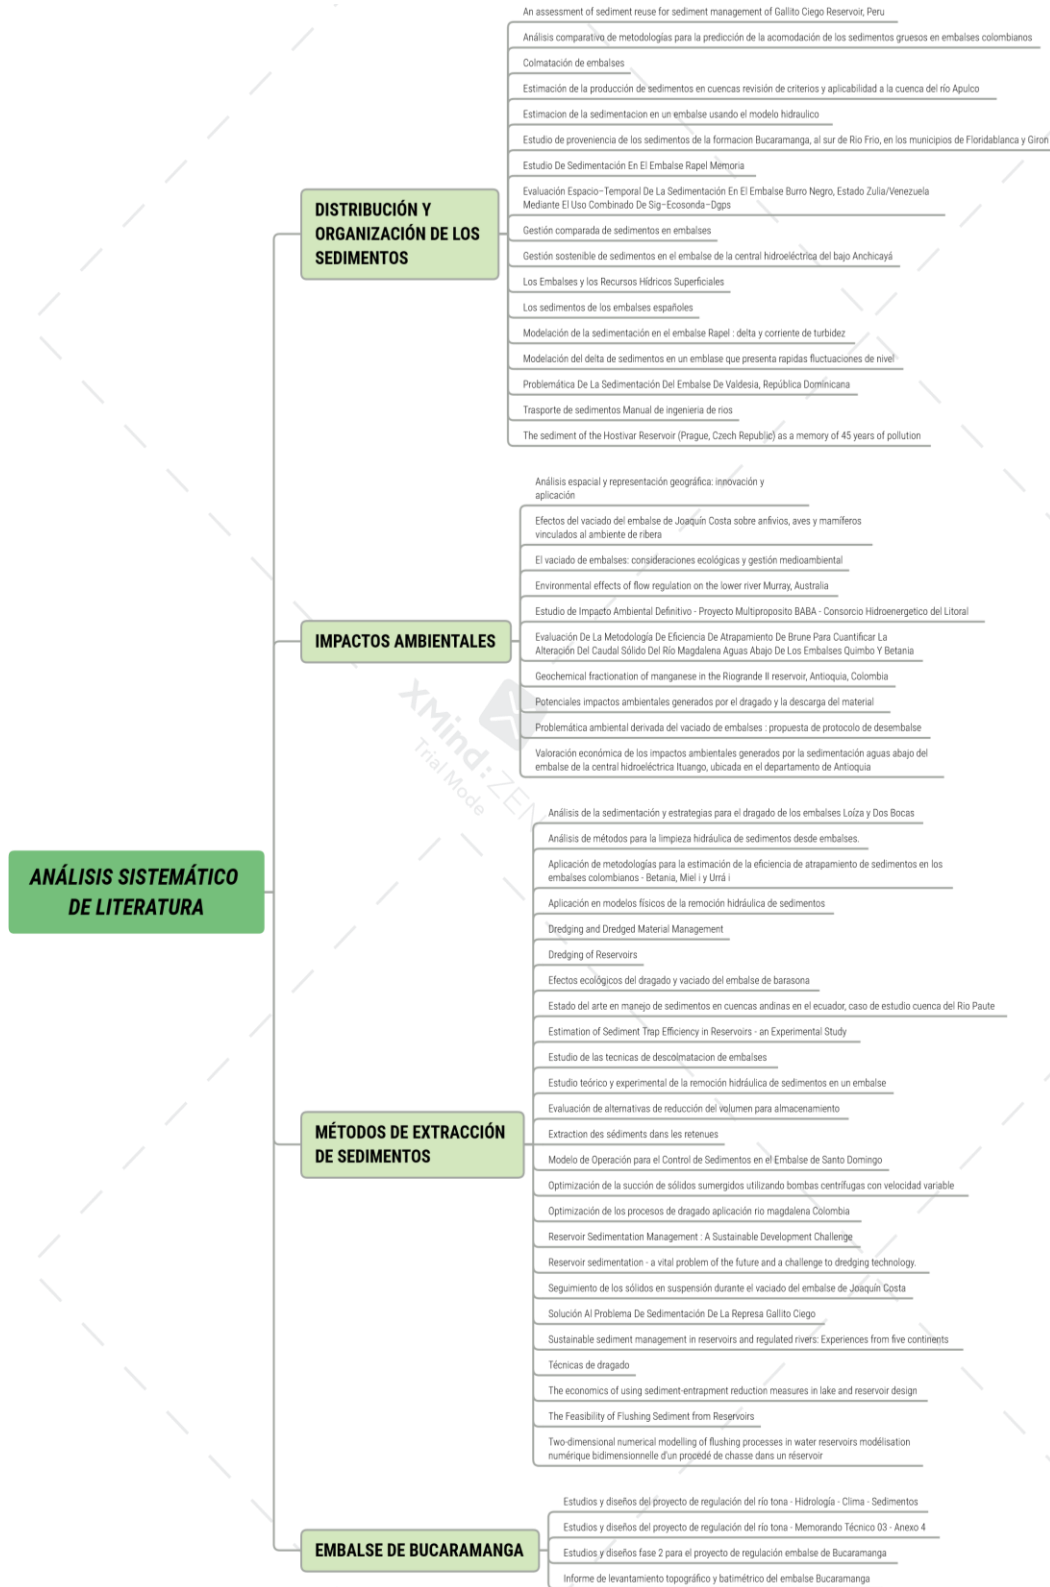 An assessment of sediment reuse for sediment management of Gallito Ciego Reservoir, Peru
Análisis comparativo de metodologías para la predicción de la acomodación de los sedimentos gruesos en embalses colombianos
Colmatación de embalses
Estimación de la producción de sedimentos en cuencas revisión de criterios y aplicabilidad a la cuenca del río Apulco
Estimacion de la sedimentacion en un embalse usando el modelo hidraulico
Estudio de proveniencia de los sedimentos de la formacion Bucaramanga, al sur de Rio Frio, en los municipios de Floridablanca y Giron
Estudio De Sedimentación En El Embalse Rapel Memoria
Evaluación Espacio–Temporal De La Sedimentación En El Embalse Burro Negro, Estado Zulia/Venezuela
Mediante El Uso Combinado De Sig–Ecosonda–Dgps
DISTRIBUCIÓN Y
ORGANIZACIÓN DE LOS
SEDIMENTOS
Gestión comparada de sedimentos en embalses
Gestión sostenible de sedimentos en el embalse de la central hidroeléctrica del bajo Anchicayá
Los Embalses y los Recursos Hídricos Superficiales
Los sedimentos de los embalses españoles
Modelación de la sedimentación en el embalse Rapel : delta y corriente de turbidez
Modelación del delta de sedimentos en un emblase que presenta rapidas fluctuaciones de nivel
Problemática De La Sedimentación Del Embalse De Valdesia, República Dominicana
Trasporte de sedimentos Manual de ingenieria de rios
The sediment of the Hostivar Reservoir (Prague, Czech Republic) as a memory of 45 years of pollution
Análisis espacial y representación geográfica: innovación y
aplicación
Efectos del vaciado del embalse de Joaquín Costa sobre anfivios, aves y mamíferos
vinculados al ambiente de ribera
El vaciado de embalses: consideraciones ecológicas y gestión medioambiental
Environmental effects of flow regulation on the lower river Murray, Australia
Estudio de Impacto Ambiental Definitivo - Proyecto Multiproposito BABA - Consorcio Hidroenergetico del Litoral
IMPACTOS AMBIENTALES
Evaluación De La Metodología De Eficiencia De Atrapamiento De Brune Para Cuantificar La
Alteración Del Caudal Sólido Del Río Magdalena Aguas Abajo De Los Embalses Quimbo Y Betania
Geochemical fractionation of manganese in the Riogrande II reservoir, Antioquia, Colombia
Potenciales impactos ambientales generados por el dragado y la descarga del material
Problemática ambiental derivada del vaciado de embalses : propuesta de protocolo de desembalse
Valoración económica de los impactos ambientales generados por la sedimentación aguas abajo del
embalse de la central hidroeléctrica Ituango, ubicada en el departamento de Antioquia
XMind: ZEN
Trial Mode
ANÁLISIS SISTEMÁTICO
DE LITERATURA
Análisis de la sedimentación y estrategias para el dragado de los embalses Loíza y Dos Bocas
Análisis de métodos para la limpieza hidráulica de sedimentos desde embalses.
Aplicación de metodologías para la estimación de la eficiencia de atrapamiento de sedimentos en los
embalses colombianos - Betania, Miel i y Urrá i
Aplicación en modelos físicos de la remoción hidráulica de sedimentos
Dredging and Dredged Material Management
Dredging of Reservoirs
Efectos ecológicos del dragado y vaciado del embalse de barasona
Estado del arte en manejo de sedimentos en cuencas andinas en el ecuador, caso de estudio cuenca del Río Paute
Estimation of Sediment Trap Efficiency in Reservoirs - an Experimental Study
Estudio de las tecnicas de descolmatacion de embalses
Estudio teórico y experimental de la remoción hidráulica de sedimentos en un embalse
Evaluación de alternativas de reducción del volumen para almacenamiento
MÉTODOS DE EXTRACCIÓN
DE SEDIMENTOS
Extraction des sédiments dans les retenues
Modelo de Operación para el Control de Sedimentos en el Embalse de Santo Domingo
Optimización de la succión de sólidos sumergidos utilizando bombas centrífugas con velocidad variable
Optimización de los procesos de dragado aplicación rio magdalena Colombia
Reservoir Sedimentation Management : A Sustainable Development Challenge
Reservoir sedimentation - a vital problem of the future and a challenge to dredging technology.
Seguimiento de los sólidos en suspensión durante el vaciado del embalse de Joaquín Costa
Solución Al Problema De Sedimentación De La Represa Gallito Ciego
Sustainable sediment management in reservoirs and regulated rivers: Experiences from five continents
Técnicas de dragado
The economics of using sediment-entrapment reduction measures in lake and reservoir design
The Feasibility of Flushing Sediment from Reservoirs
Two-dimensional numerical modelling of flushing processes in water reservoirs modélisation
numérique bidimensionnelle d'un procedé de chasse dans un réservoir
Estudios y diseños del proyecto de regulación del río tona - Hidrología - Clima - Sedimentos
Estudios y diseños del proyecto de regulación del río tona - Memorando Técnico 03 - Anexo 4
EMBALSE DE BUCARAMANGA
Estudios y diseños fase 2 para el proyecto de regulación embalse de Bucaramanga
Informe de levantamiento topográfico y batimétrico del embalse Bucaramanga